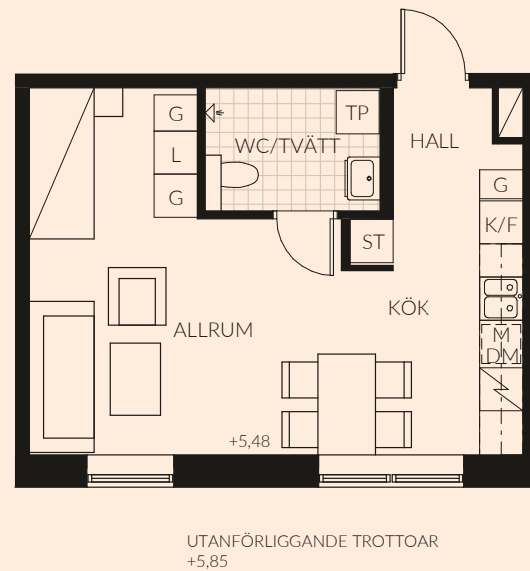 G
TP
WC/TVÄTT
HALL
L
G
G
K/F
ST
KÖK
ALLRUM
M
DM
+5,48
UTANFÖRLIGGANDE TROTTOAR
+5,85